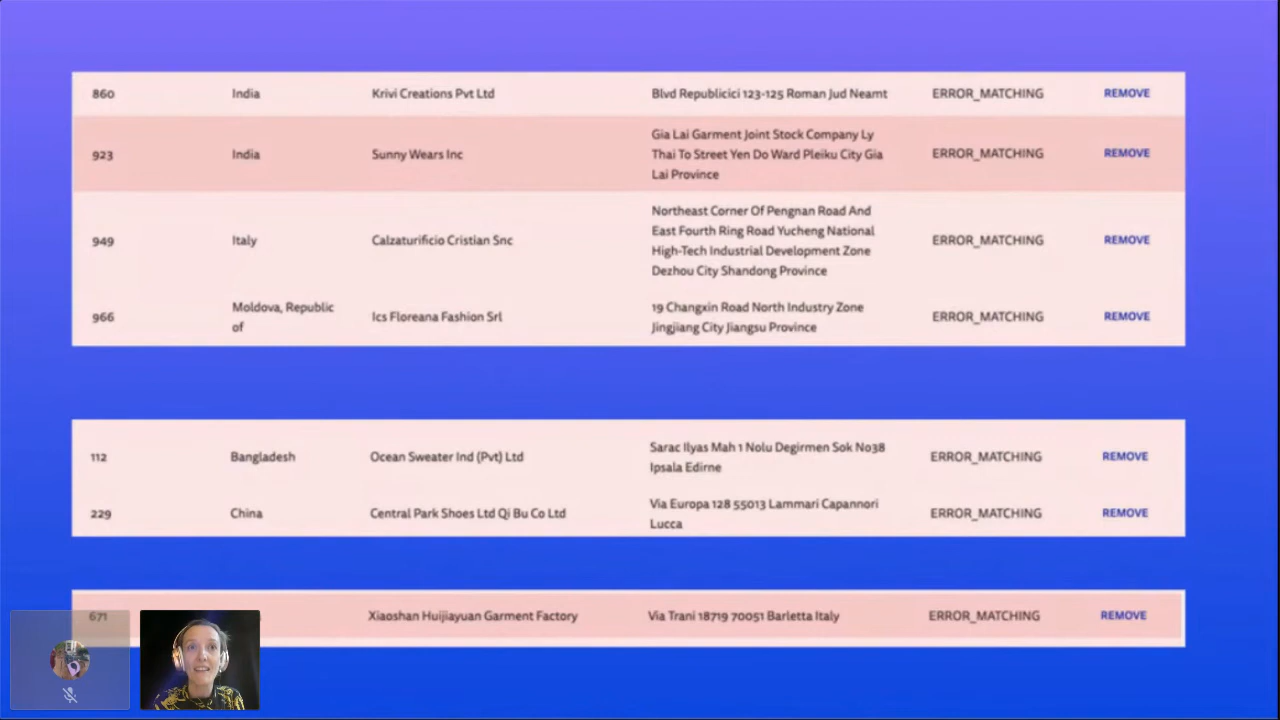 860 India Krivi Creations Pvt Ltd Blvd Republicici 123-125 Roman Jud Neamt ERROR_MATCHING REMOVE
923 India Sunny Wears Inc Gia Lai Garment Joint Stock Company Ly ERROR_MATCHING REMOVE
Thai To Street Yen Do Ward Pleiku City Gia
Lai Province
949 Italy Calzaturificio Cristian Snc Northeast Corner Of Pengnan Road And ERROR_MATCHING REMOVE
East Fourth Ring Road Yucheng National
High-Tech Industrial Development Zone
Dezhou City Shandong Province
966 Moldova, Republic Ics Floreana Fashion Srl 19 Changxin Road North Industry Zone ERROR_MATCHING REMOVE
of Jingjiang City Jiangsu Province
112 Bangladesh Ocean Sweater Ind (Pvt) Ltd Sarac Ilyas Mah 1 Nolu Degirmen Sok No38 ERROR_MATCHING REMOVE
Ipsala Edirne
229 China Central Park Shoes Ltd Qi Bu Co Ltd Via Europa 128 55013 Lammari Capannori ERROR_MATCHING REMOVE
Lucca
671 Xiaoshan Huijiayuan Garment Factory Via Trani 18719 70051 Barletta Italy ERROR_MATCHING REMOVE